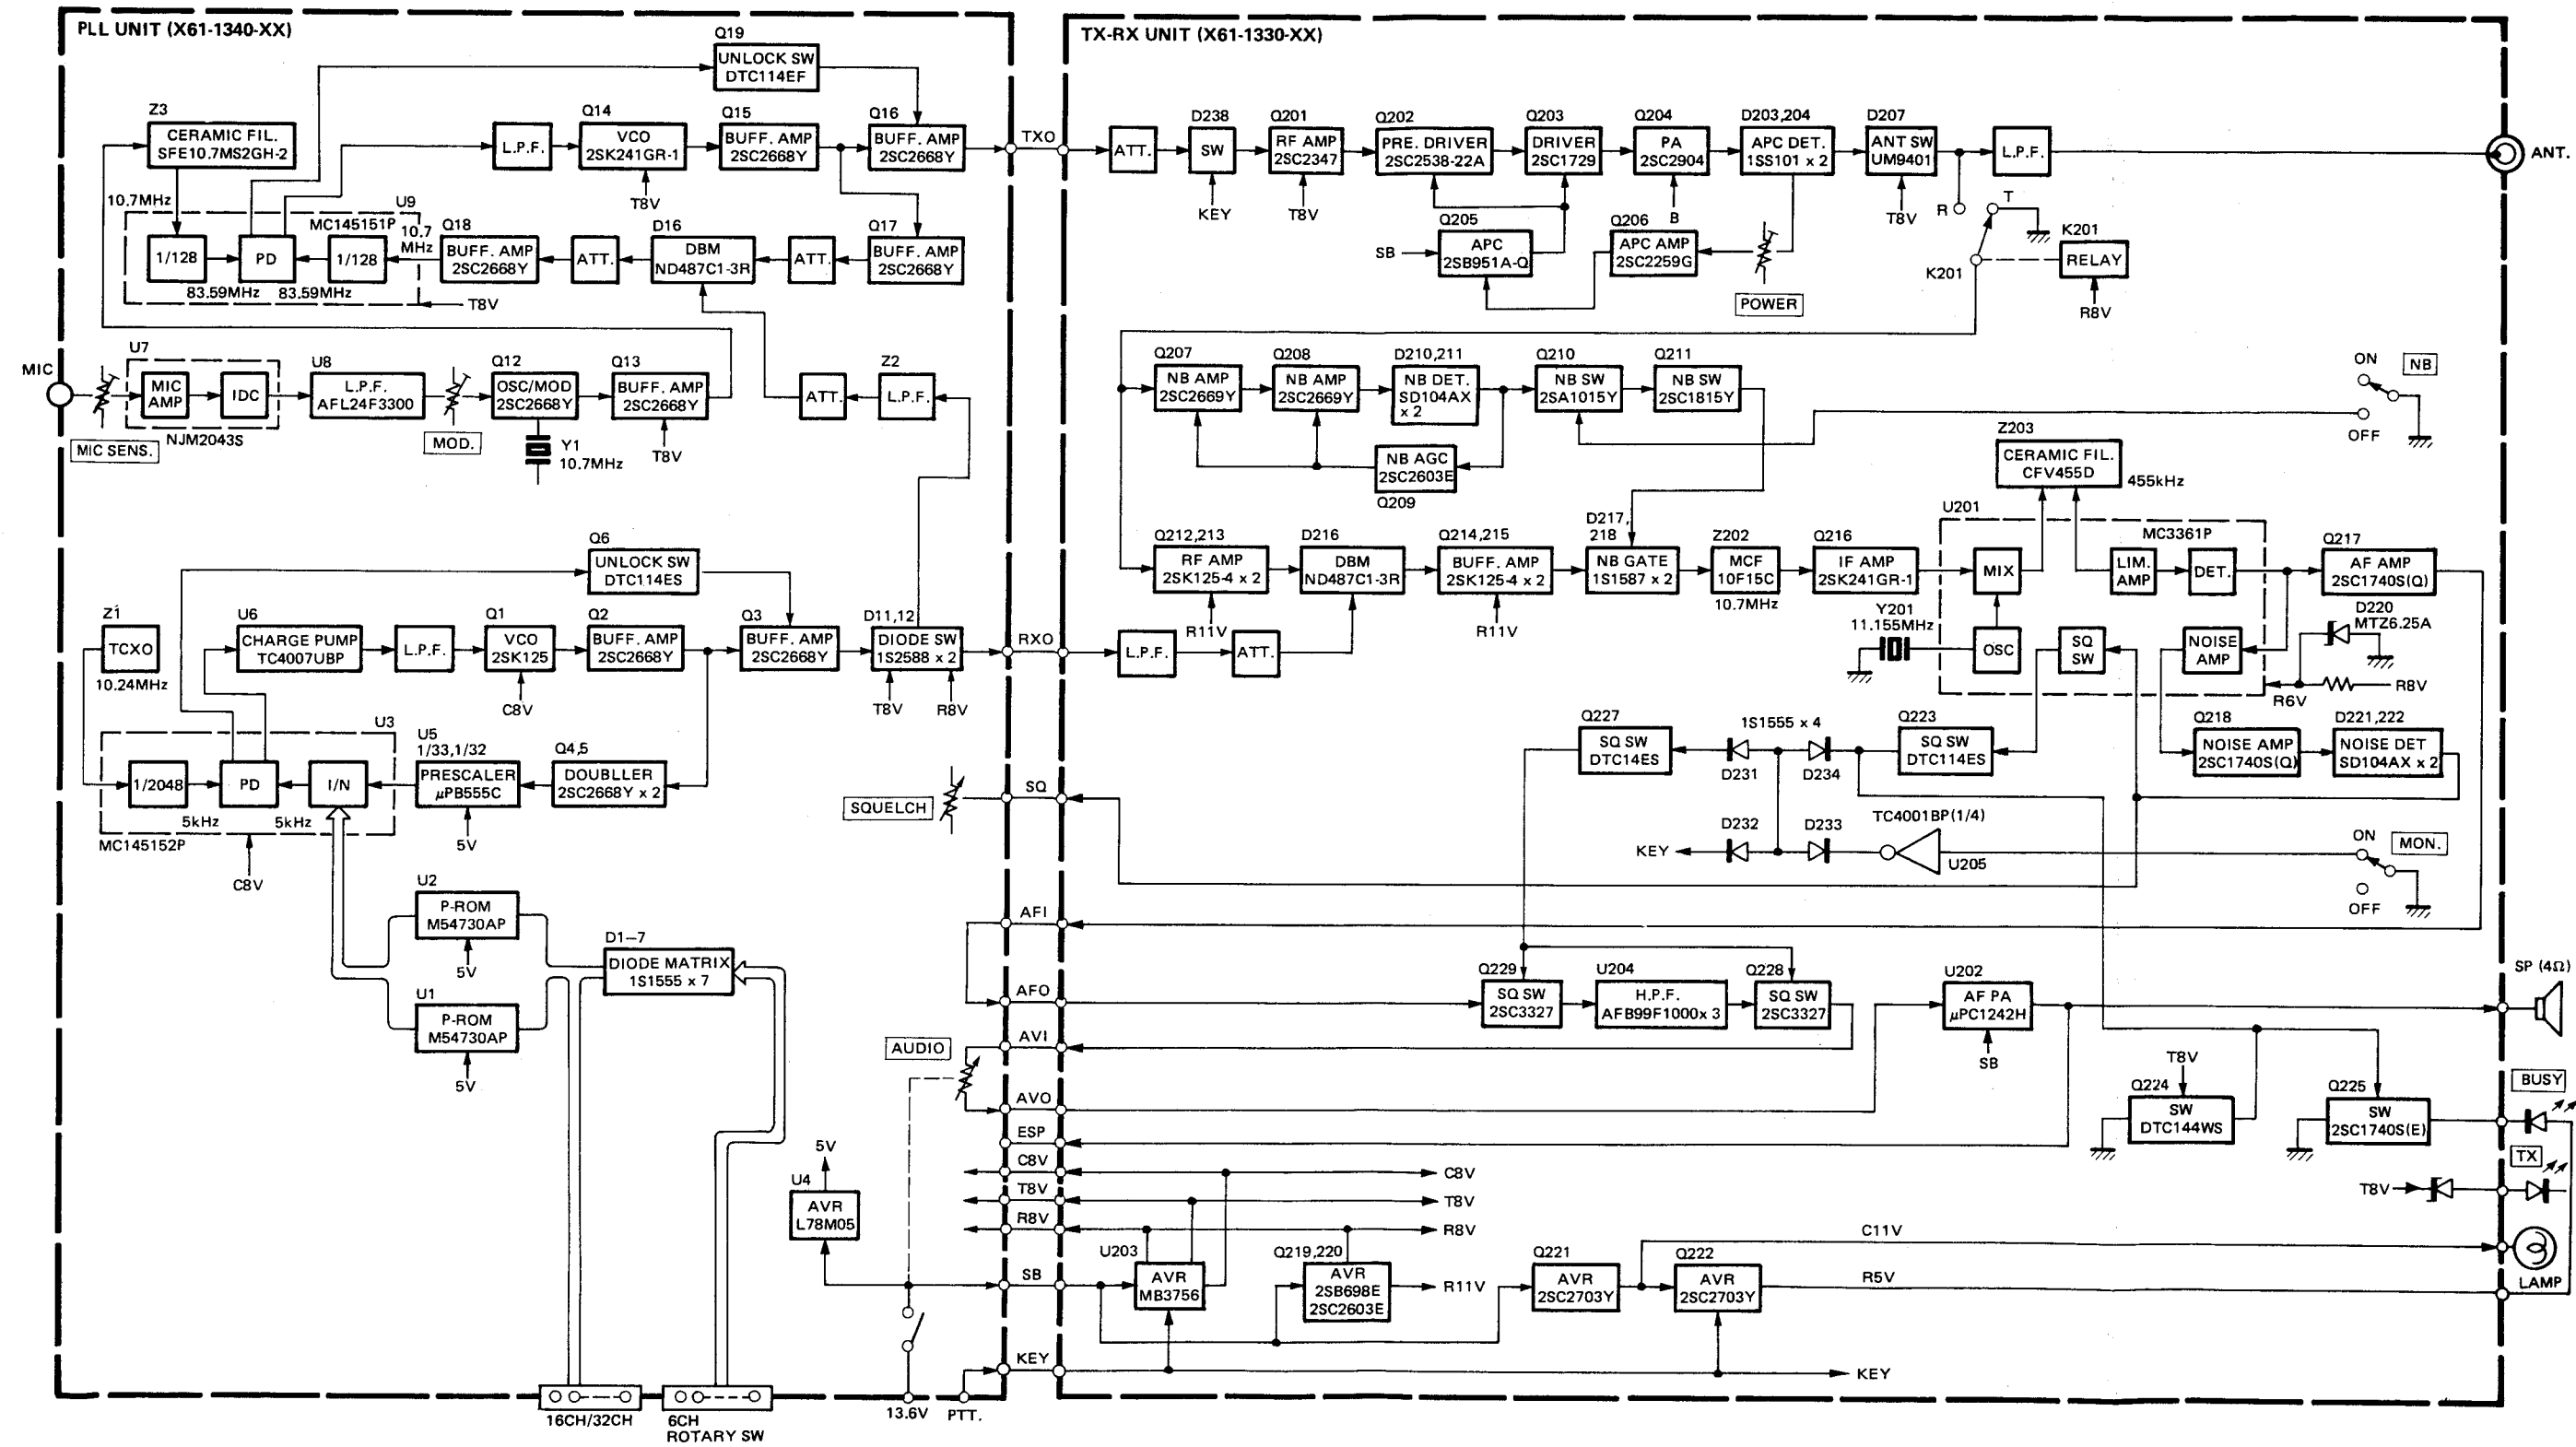 PLL UNIT (X61-1340-XX)
Q19
UNLOCK SW
DTC114EF
Z3
CERAMIC FIL.
SFE10.7MS2GH-2
L.P.F.
Q14
VCO
2SK241GR-1
T8V
Q15
BUFF. AMP
2SC2668Y
Q16
BUFF. AMP
2SC2668Y
TXO
10.7MHz
U9
MC145151P
1/128
PD
1/128
83.59MHz
83.59MHz
T8V
10.7
MHz
Q18
BUFF. AMP
2SC2668Y
ATT.
D16
DBM
ND487C1-3R
ATT.
Q17
BUFF. AMP
2SC2668Y
MIC
MIC SENS.
U7
MIC
AMP
IDC
NJM2043S
U8
L.P.F.
AFL24F3300
MOD.
Q12
OSC/MOD
2SC2668Y
Y1
10.7MHz
Q13
BUFF. AMP
2SC2668Y
T8V
ATT.
Z2
L.P.F.
Q6
UNLOCK SW
DTC114ES
Z1
TCXO
10.24MHz
U6
CHARGE PUMP
TC4007UBP
L.P.F.
Q1
VCO
2SK125
C8V
Q2
BUFF. AMP
2SC2668Y
Q3
BUFF. AMP
2SC2668Y
D11,12
DIODE SW
1S2588 x 2
T8V
R8V
RXO
U3
1/2048
PD
I/N
5kHz
5kHz
MC145152P
C8V
U5
1/33,1/32
PRESCALER
μPB555C
5V
Q4,5
DOUBLLER
2SC2668Y x 2
SQUELCH
SQ
U2
P-ROM
M54730AP
5V
U1
P-ROM
M54730AP
5V
D1–7
DIODE MATRIX
1S1555 x 7
AFI
AFO
AUDIO
AVI
AVO
ESP
C8V
T8V
R8V
5V
U4
AVR
L78M05
SB
KEY
16CH/32CH
6CH
ROTARY SW
13.6V
PTT.
TX-RX UNIT (X61-1330-XX)
ATT.
D238
SW
KEY
Q201
RF AMP
2SC2347
T8V
Q202
PRE. DRIVER
2SC2538-22A
Q203
DRIVER
2SC1729
Q204
PA
2SC2904
B
D203,204
APC DET.
1SS101 x 2
D207
ANT SW
UM9401
T8V
L.P.F.
ANT.
SB
Q205
APC
2SB951A-Q
Q206
APC AMP
2SC2259G
POWER
R
T
K201
K201
RELAY
R8V
Q207
NB AMP
2SC2669Y
Q208
NB AMP
2SC2669Y
D210,211
NB DET.
SD104AX
x 2
Q210
NB SW
2SA1015Y
Q211
NB SW
2SC1815Y
NB AGC
2SC2603E
Q209
ON
NB
OFF
Z203
CERAMIC FIL.
CFV455D
455kHz
Q212,213
RF AMP
2SK125-4 x 2
R11V
D216
DBM
ND487C1-3R
Q214,215
BUFF. AMP
2SK125-4 x 2
R11V
D217,
218
NB GATE
1S1587 x 2
Z202
MCF
10F15C
10.7MHz
Q216
IF AMP
2SK241GR-1
U201
MC3361P
MIX
LIM.
AMP
DET.
OSC
SQ
SW
NOISE
AMP
Y201
11.155MHz
Q217
AF AMP
2SC1740S(Q)
D220
MTZ6.25A
R6V
R8V
L.P.F.
ATT.
Q227
SQ SW
DTC14ES
1S1555 x 4
D231
D234
Q223
SQ SW
DTC114ES
Q218
NOISE AMP
2SC1740S(Q)
D221,222
NOISE DET
SD104AX x 2
KEY
D232
D233
TC4001BP(1/4)
U205
ON
MON.
OFF
Q229
SQ SW
2SC3327
U204
H.P.F.
AFB99F1000x 3
Q228
SQ SW
2SC3327
U202
AF PA
μPC1242H
SB
SP (4Ω)
T8V
Q224
SW
DTC144WS
Q225
SW
2SC1740S(E)
BUSY
TX
T8V
C8V
T8V
R8V
U203
AVR
MB3756
Q219,220
AVR
2SB698E
2SC2603E
R11V
Q221
AVR
2SC2703Y
Q222
AVR
2SC2703Y
C11V
R5V
LAMP
KEY